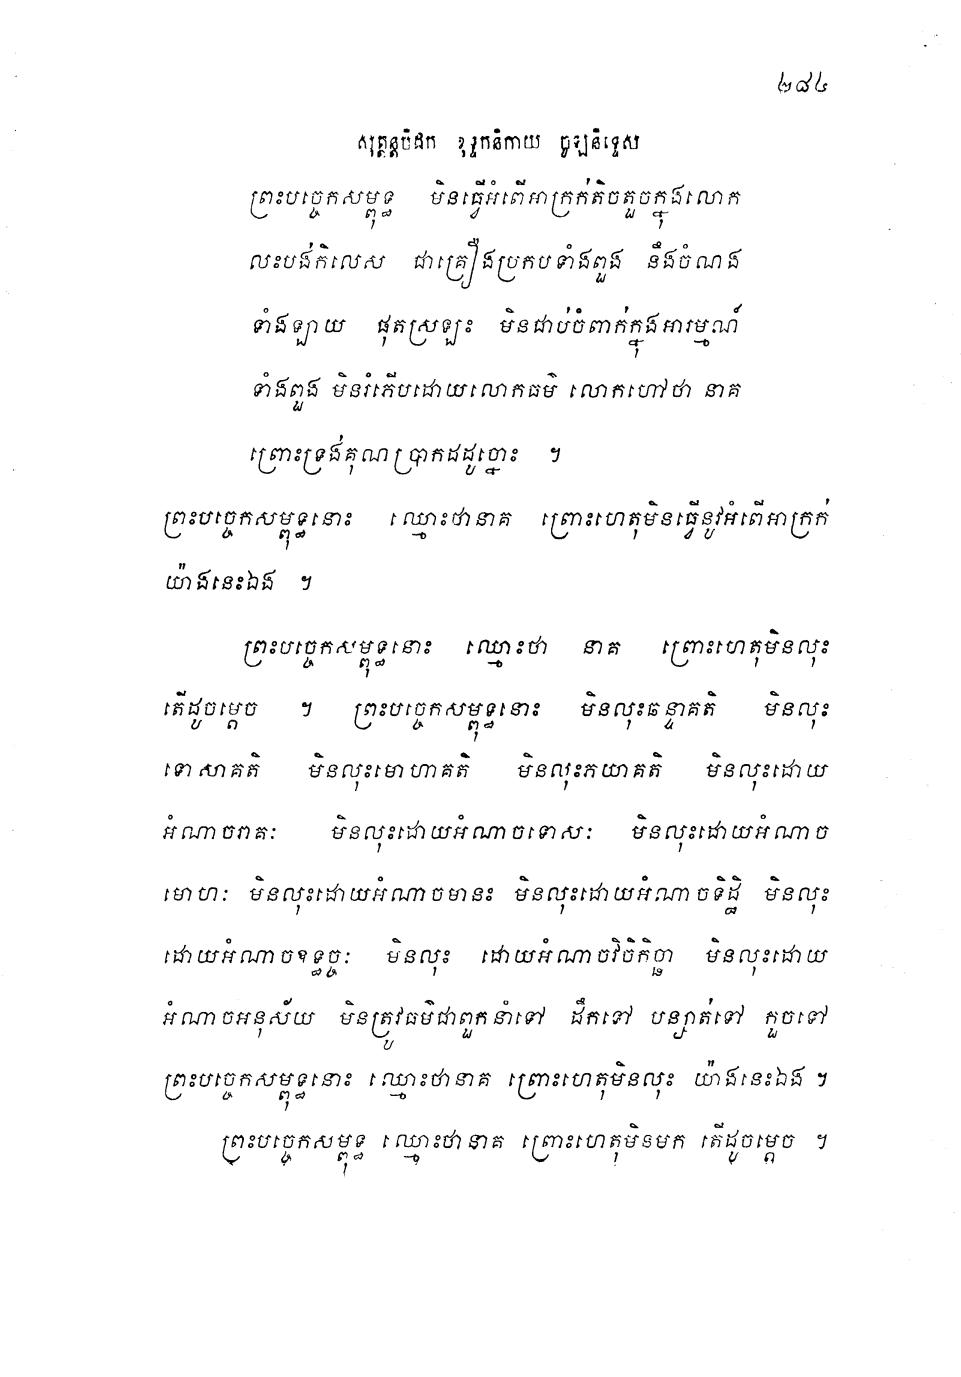 ២៨៤
សុត្តន្តបិដក ខុទ្ទកនិកាយ ចូឡនិទ្ទេស
ព្រះបច្ចេកសម្ពុទ្ធ មិនធ្វើអំពើអាក្រក់តិចតួចក្នុងលោក
លះបង់កិលេស ជាគ្រឿងប្រកបទាំងពួង នឹងចំណង
ទាំងឡាយ ផុតស្រឡះ មិនជាប់ចំពាក់ក្នុងអារម្មណ៍
ទាំងពួង មិនរំភើបដោយលោកធម៌ លោកហៅថា នាគ
ព្រោះទ្រង់គុណប្រាកដដូច្នោះ ។
ព្រះបច្ចេកសម្ពុទ្ធនោះ ឈ្មោះថានាគ ព្រោះហេតុមិនធ្វើនូវអំពើអាក្រក់
យ៉ាងនេះឯង ។
ព្រះបច្ចេកសម្ពុទ្ធនោះ ឈ្មោះថា នាគ ព្រោះហេតុមិនលុះ
តើដូចម្តេច ។ ព្រះបច្ចេកសម្ពុទ្ធនោះ មិនលុះឆន្ទាគតិ មិនលុះ
ទោសាគតិ មិនលុះមោហាគតិ មិនលុះភយាគតិ មិនលុះដោយ
អំណាចរាគៈ មិនលុះដោយអំណាចទោសៈ មិនលុះដោយអំណាច
មោហៈ មិនលុះដោយអំណាចមានះ មិនលុះដោយអំណាចទិដ្ឋិ មិនលុះ
ដោយអំណាចឧទ្ធច្ចៈ មិនលុះ ដោយអំណាចវិចិកិច្ឆា មិនលុះដោយ
អំណាចអនុស័យ មិនត្រូវធម៌ជាពួកនាំទៅ ដឹកទៅ បន្សាត់ទៅ កួចទៅ
ព្រះបច្ចេកសម្ពុទ្ធនោះ ឈ្មោះថានាគ ព្រោះហេតុមិនលុះ យ៉ាងនេះឯង ។
ព្រះបច្ចេកសម្ពុទ្ធ ឈ្មោះថានាគ ព្រោះហេតុមិនមក តើដូចម្តេច ។